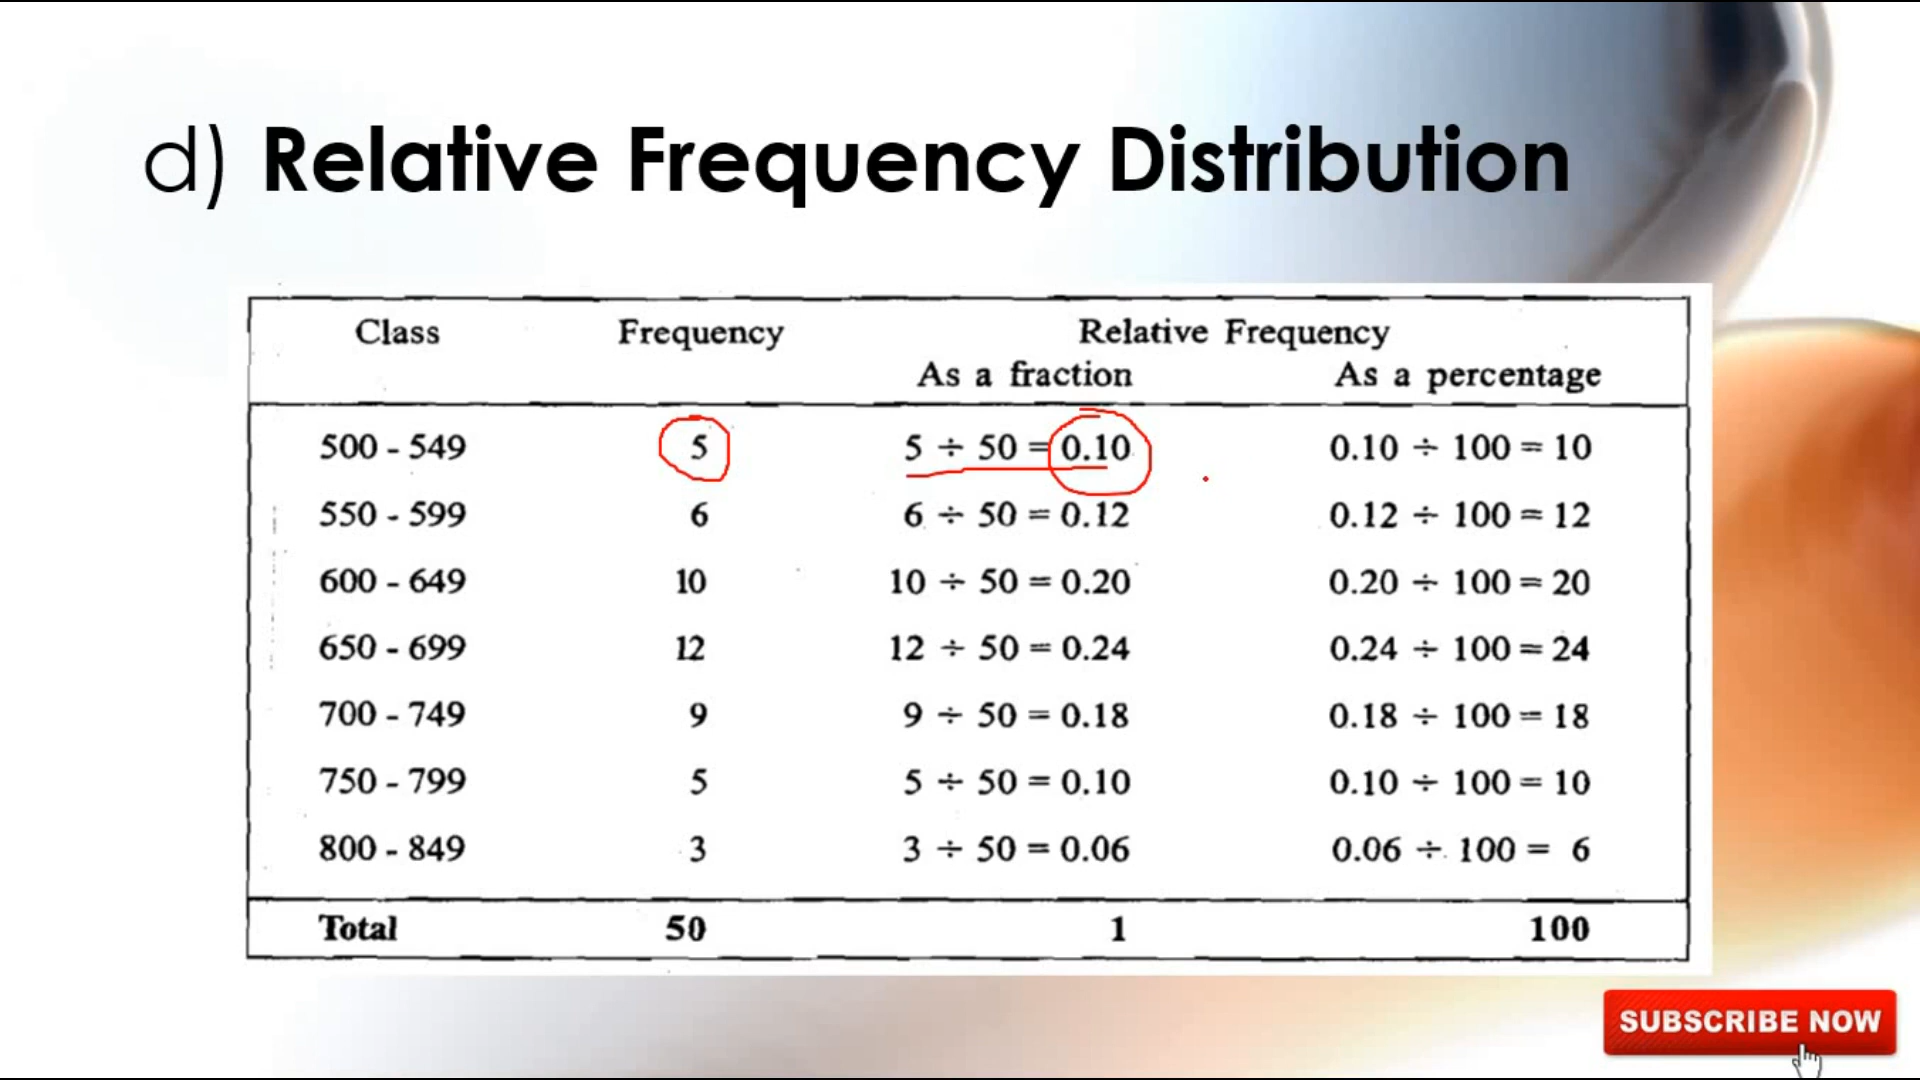 d) Relative Frequency Distribution
Class Frequency Relative Frequency
As a fraction As a percentage
500 - 549 5 5 ÷ 50 = 0.10 0.10 ÷ 100 = 10
550 - 599 6 6 ÷ 50 = 0.12 0.12 ÷ 100 = 12
600 - 649 10 10 ÷ 50 = 0.20 0.20 ÷ 100 = 20
650 - 699 12 12 ÷ 50 = 0.24 0.24 ÷ 100 = 24
700 - 749 9 9 ÷ 50 = 0.18 0.18 ÷ 100 = 18
750 - 799 5 5 ÷ 50 = 0.10 0.10 ÷ 100 = 10
800 - 849 3 3 ÷ 50 = 0.06 0.06 ÷ 100 = 6
Total 50 1 100
SUBSCRIBE NOW